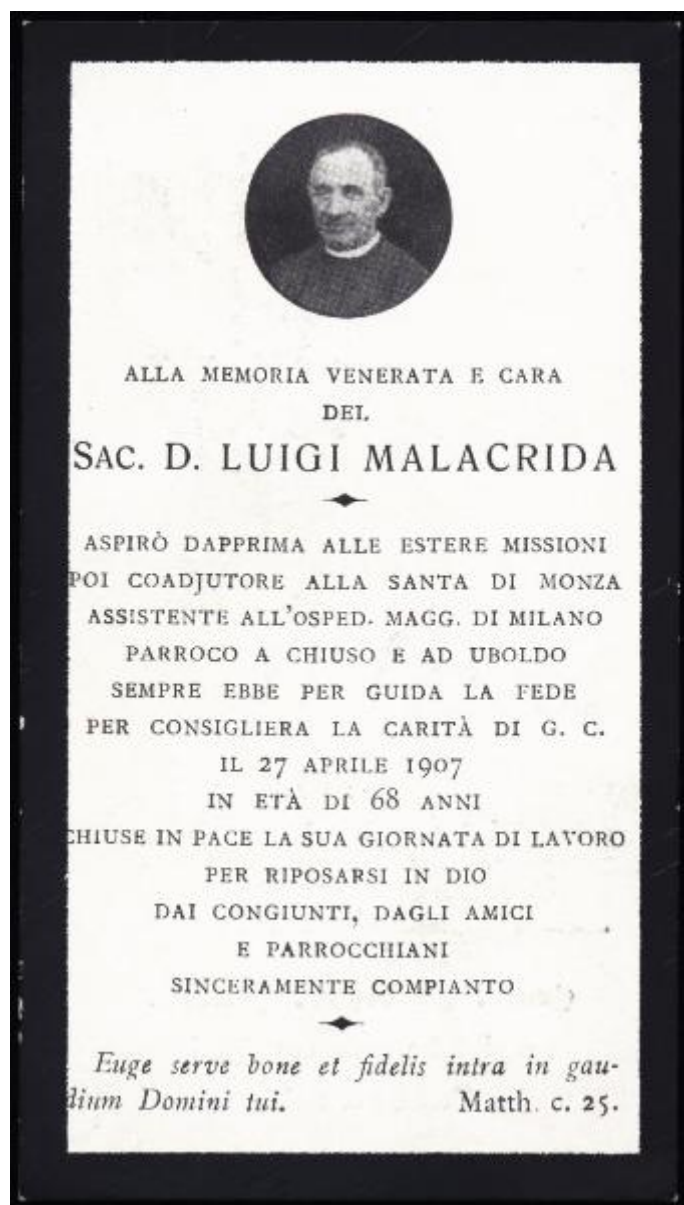 ALLA MEMORIA VENERATA E CARA
DEL
SAC. D. LUIGI MALACRIDA
ASPIRÒ DAPPRIMA ALLE ESTERE MISSIONI
POI COADJUTORE ALLA SANTA DI MONZA
ASSISTENTE ALL'OSPED. MAGG. DI MILANO
PARROCO A CHIUSO E AD UBOLDO
SEMPRE EBBE PER GUIDA LA FEDE
PER CONSIGLIERA LA CARITÀ DI G. C.
IL 27 APRILE 1907
IN ETÀ DI 68 ANNI
CHIUSE IN PACE LA SUA GIORNATA DI LAVORO
PER RIPOSARSI IN DIO
DAI CONGIUNTI, DAGLI AMICI
E PARROCCHIANI
SINCERAMENTE COMPIANTO
Euge serve bone et fidelis intra in gau-
dium Domini tui. Matth. c. 25.